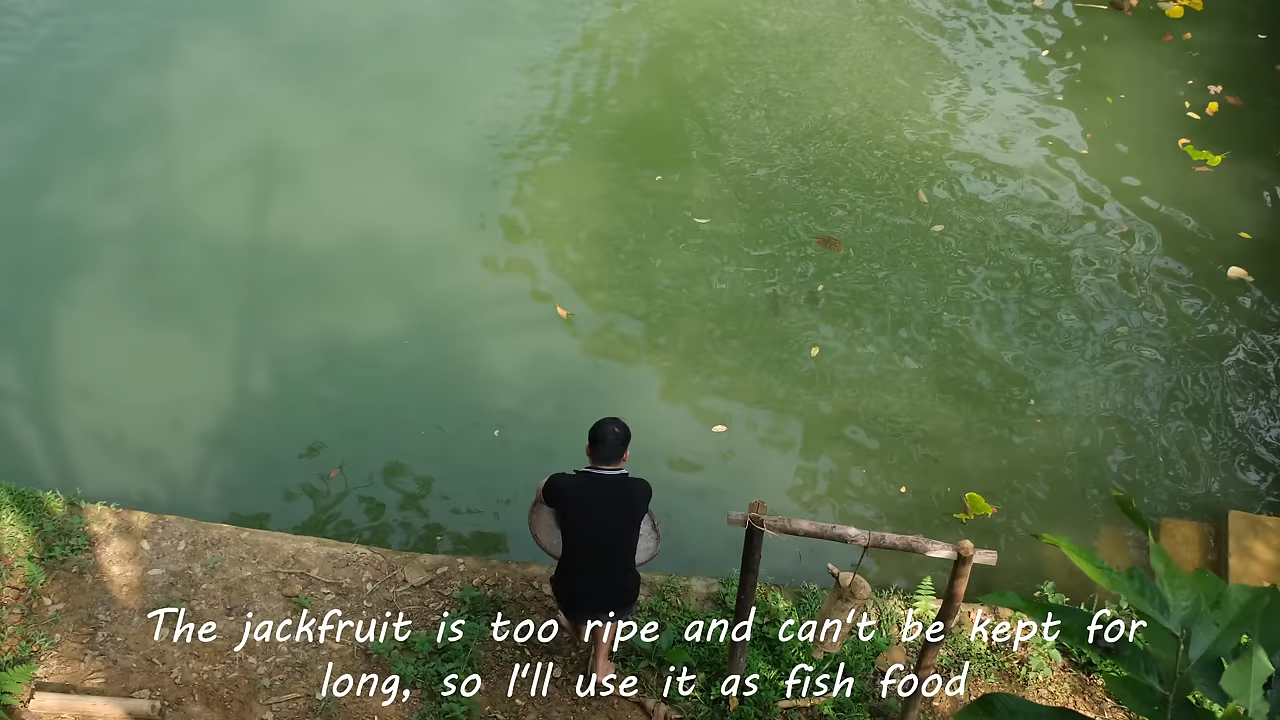 The jackfruit is too ripe and can't be kept for
long, so I'll use it as fish food